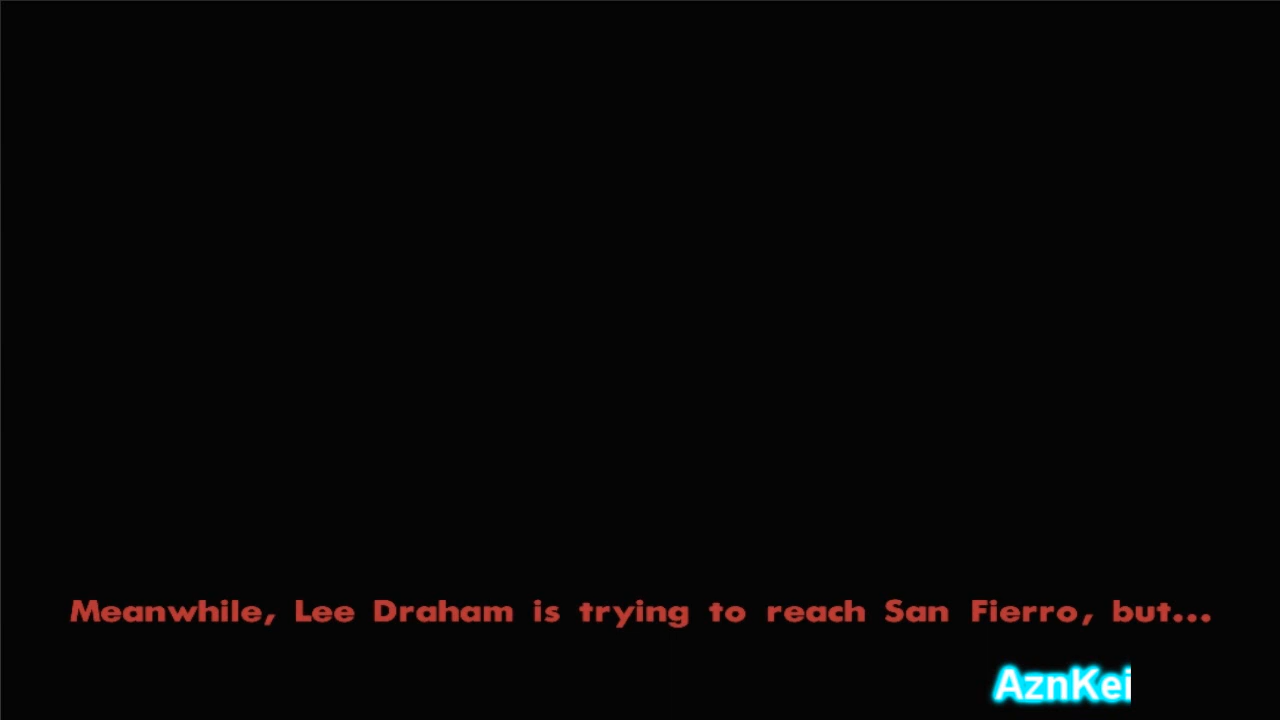 Meanwhile, Lee Draham is trying to reach San Fierro, but...
AznKei